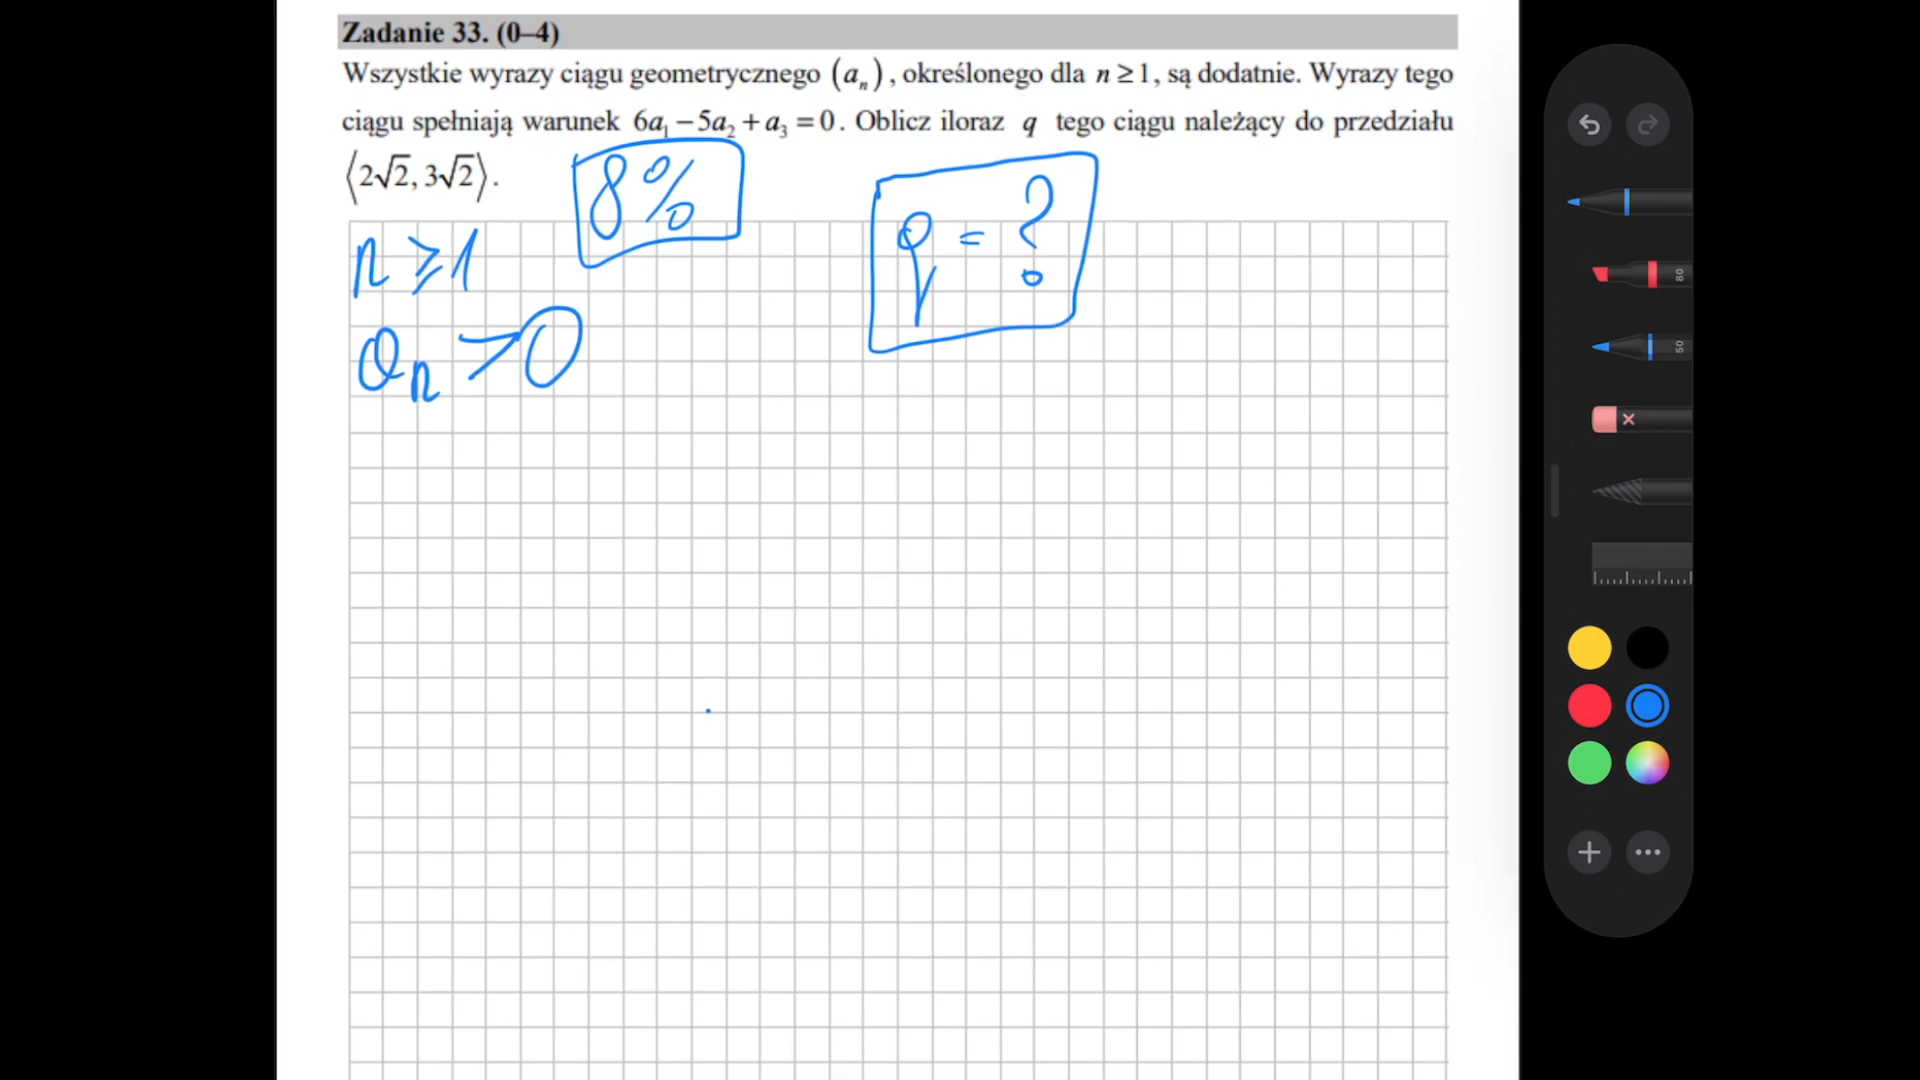 Zadanie 33. (0–4)
Wszystkie wyrazy ciągu geometrycznego (aₙ), określonego dla n ≥ 1, są dodatnie. Wyrazy tego
ciągu spełniają warunek 6a₁ − 5a₂ + a₃ = 0. Oblicz iloraz q tego ciągu należący do przedziału
⟨2√2, 3√2⟩.
8%
q = ?
n ≥ 1
aₙ > 0
80
50